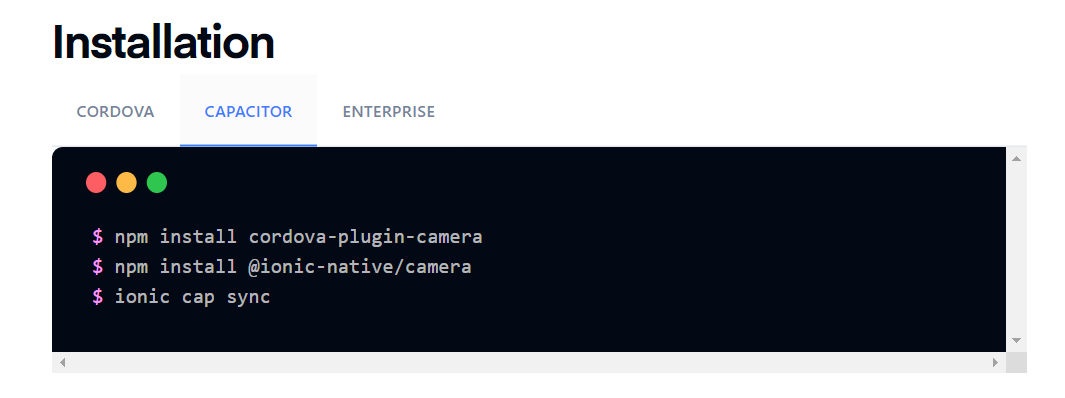 Installation
CORDOVA CAPACITOR ENTERPRISE
$ npm install cordova-plugin-camera
$ npm install @ionic-native/camera
$ ionic cap sync